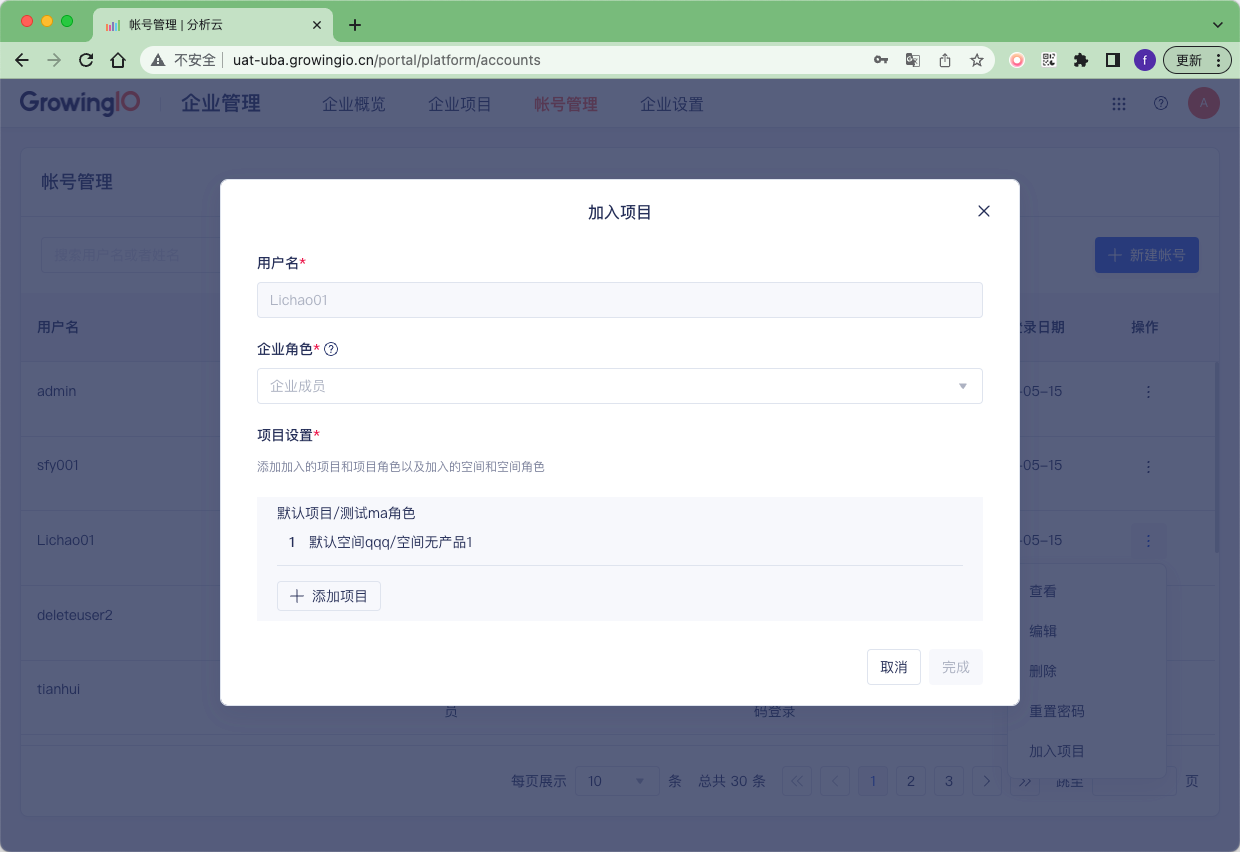 帐号管理 | 分析云
不安全 uat-uba.growingio.cn/portal/platform/accounts
f 更新
GrowingIO 企业管理 企业概览 企业项目 帐号管理 企业设置 A
帐号管理
搜索用户名或者姓名
新建帐号
用户名 录日期 操作
admin -05-15
sfy001 -05-15
Lichao01 -05-15
deleteuser2
tianhui
员 码登录
加入项目
用户名*
Lichao01
企业角色*
企业成员
项目设置*
添加加入的项目和项目角色以及加入的空间和空间角色
默认项目/测试ma角色
1 默认空间qqq/空间无产品1
添加项目
取消 完成
查看
编辑
删除
重置密码
加入项目
每页展示 10 条 总共 30 条 1 2 3 跳至 页